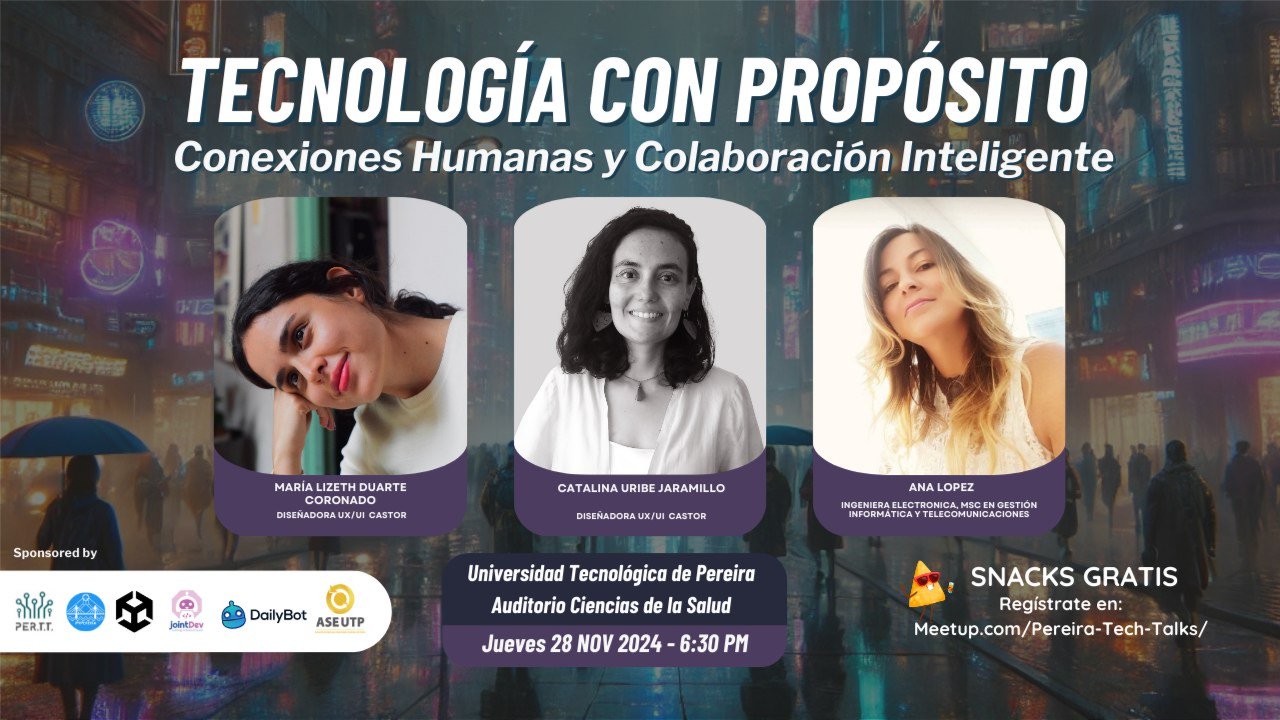 TECNOLOGÍA CON PROPÓSITO
Conexiones Humanas y Colaboración Inteligente
MARÍA LIZETH DUARTE
CORONADO
DISEÑADORA UX/UI CASTOR
CATALINA URIBE JARAMILLO
DISEÑADORA UX/UI CASTOR
ANA LOPEZ
INGENIERA ELECTRONICA, MSC EN GESTIÓN
INFORMÁTICA Y TELECOMUNICACIONES
Sponsored by
PER.T.T.
JointDev
DailyBot
ASEUTP
Universidad Tecnológica de Pereira
Auditorio Ciencias de la Salud
Jueves 28 NOV 2024 - 6:30 PM
SNACKS GRATIS
Regístrate en:
Meetup.com/Pereira-Tech-Talks/